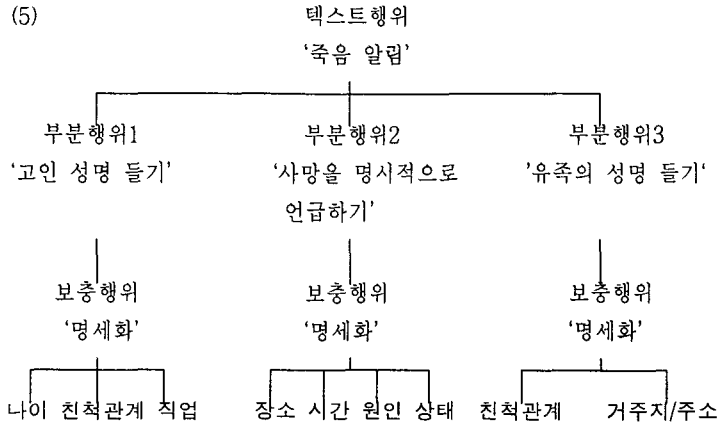 (5) 텍스트행위
'죽음 알림'
부분행위1 부분행위2 부분행위3
'고인 성명 들기' '사망을 명시적으로 '유족의 성명 들기'
언급하기'
보충행위 보충행위 보충행위
'명세화' '명세화' '명세화'
나이 친척관계 직업 장소 시간 원인 상태 친척관계 거주지/주소